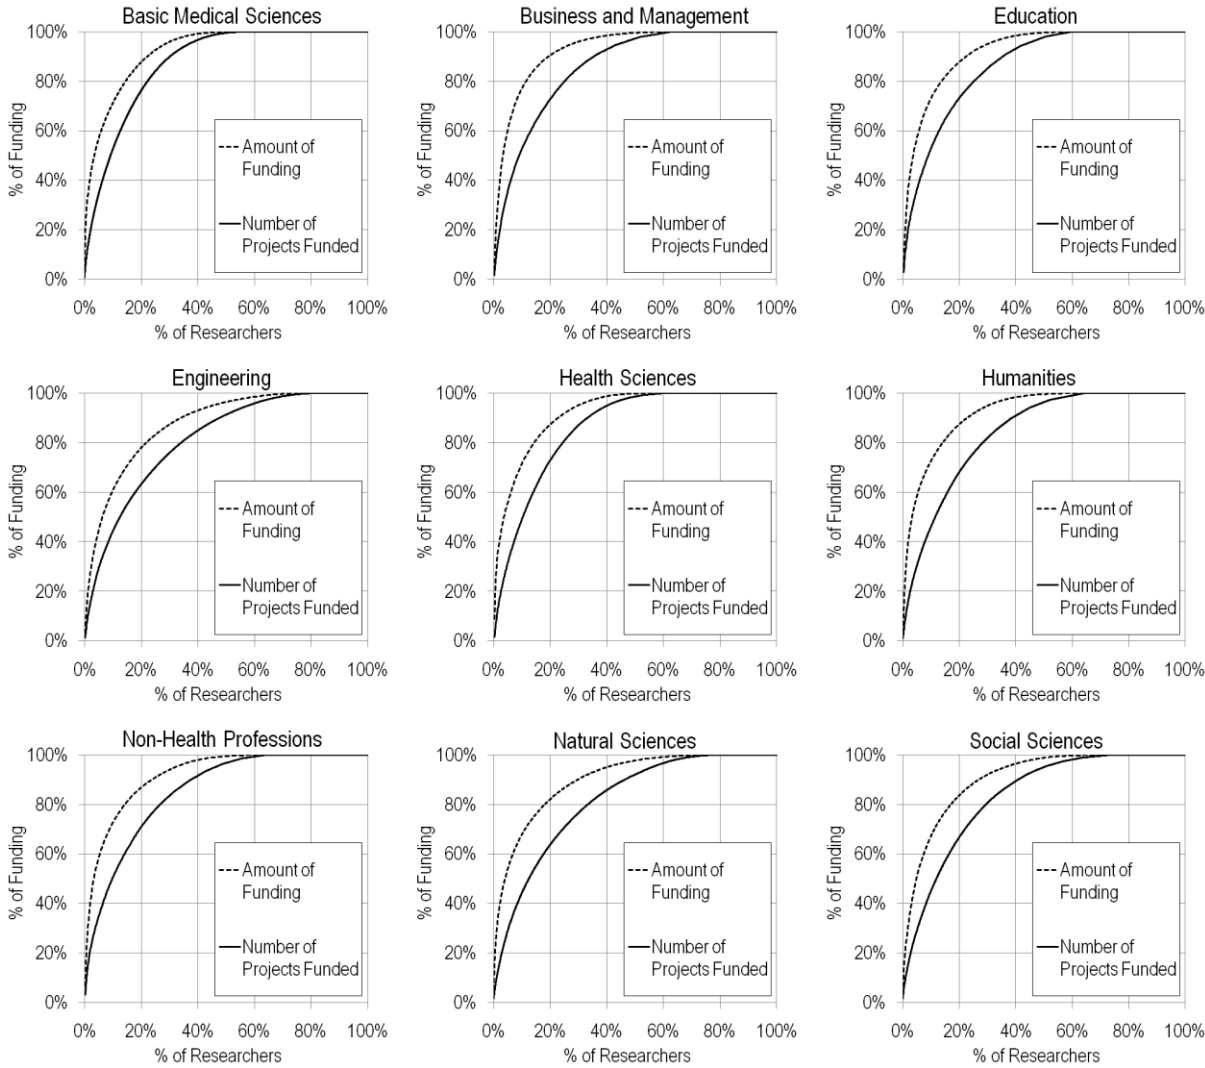 Basic Medical Sciences
100%
80%
60%
40%
20%
0%
% of Funding
Amount of
Funding
Number of
Projects Funded
0% 20% 40% 60% 80% 100%
% of Researchers
Business and Management
100%
80%
60%
40%
20%
0%
% of Funding
Amount of
Funding
Number of
Projects Funded
0% 20% 40% 60% 80% 100%
% of Researchers
Education
100%
80%
60%
40%
20%
0%
% of Funding
Amount of
Funding
Number of
Projects Funded
0% 20% 40% 60% 80% 100%
% of Researchers
Engineering
100%
80%
60%
40%
20%
0%
% of Funding
Amount of
Funding
Number of
Projects Funded
0% 20% 40% 60% 80% 100%
% of Researchers
Health Sciences
100%
80%
60%
40%
20%
0%
% of Funding
Amount of
Funding
Number of
Projects Funded
0% 20% 40% 60% 80% 100%
% of Researchers
Humanities
100%
80%
60%
40%
20%
0%
% of Funding
Amount of
Funding
Number of
Projects Funded
0% 20% 40% 60% 80% 100%
% of Researchers
Non-Health Professions
100%
80%
60%
40%
20%
0%
% of Funding
Amount of
Funding
Number of
Projects Funded
0% 20% 40% 60% 80% 100%
% of Researchers
Natural Sciences
100%
80%
60%
40%
20%
0%
% of Funding
Amount of
Funding
Number of
Projects Funded
0% 20% 40% 60% 80% 100%
% of Researchers
Social Sciences
100%
80%
60%
40%
20%
0%
% of Funding
Amount of
Funding
Number of
Projects Funded
0% 20% 40% 60% 80% 100%
% of Researchers